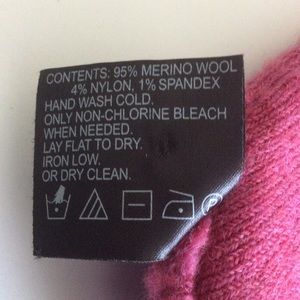 CONTENTS: 95% MERINO WOOL
4% NYLON, 1% SPANDEX
HAND WASH COLD.
ONLY NON-CHLORINE BLEACH
WHEN NEEDED.
LAY FLAT TO DRY.
IRON LOW.
OR DRY CLEAN.
P